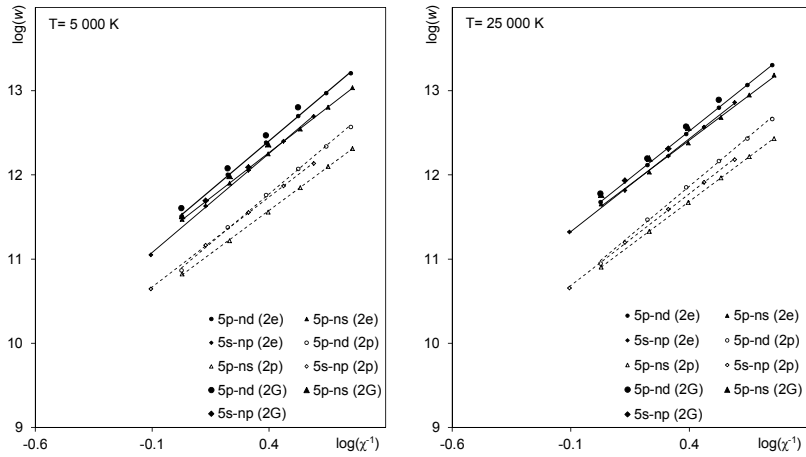 T= 5 000 K
log(w)
13
12
11
10
9
-0.6
-0.1
0.4
log(χ⁻¹)
5p-nd (2e)
5p-ns (2e)
5s-np (2e)
5p-nd (2p)
5p-ns (2p)
5s-np (2p)
5p-nd (2G)
5p-ns (2G)
5s-np (2G)
T= 25 000 K
log(w)
13
12
11
10
9
-0.6
-0.1
0.4
log(χ⁻¹)
5p-nd (2e)
5p-ns (2e)
5s-np (2e)
5p-nd (2p)
5p-ns (2p)
5s-np (2p)
5p-nd (2G)
5p-ns (2G)
5s-np (2G)